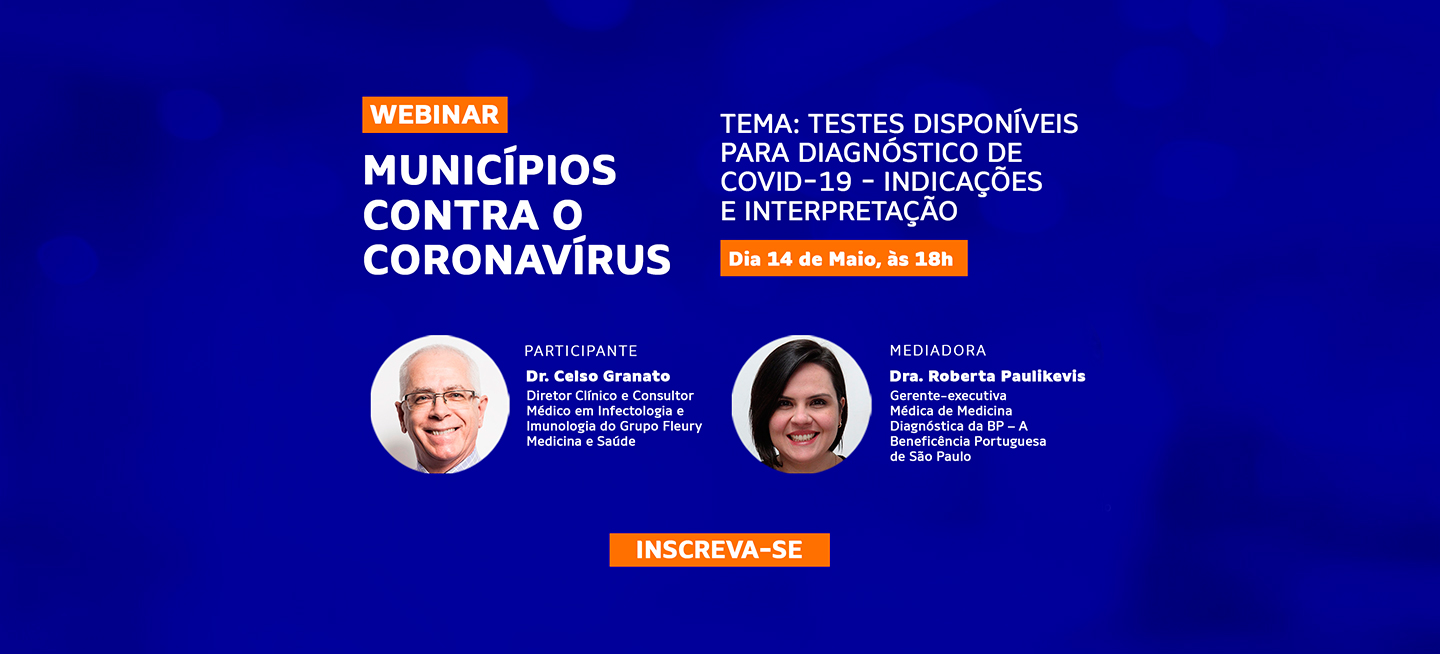 WEBINAR
MUNICÍPIOS
CONTRA O
CORONAVÍRUS
TEMA: TESTES DISPONÍVEIS
PARA DIAGNÓSTICO DE
COVID-19 - INDICAÇÕES
E INTERPRETAÇÃO
Dia 14 de Maio, às 18h
PARTICIPANTE
Dr. Celso Granato
Diretor Clínico e Consultor
Médico em Infectologia e
Imunologia do Grupo Fleury
Medicina e Saúde
MEDIADORA
Dra. Roberta Paulikevis
Gerente-executiva
Médica de Medicina
Diagnóstica da BP – A
Beneficência Portuguesa
de São Paulo
INSCREVA-SE